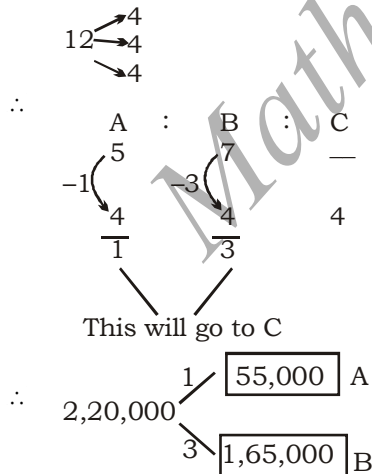 4
12 4
4
∴
A : B : C
5 7 —
–1 –3
4 4 4
1 3
This will go to C
1 55,000 A
∴ 2,20,000
3 1,65,000 B
Math